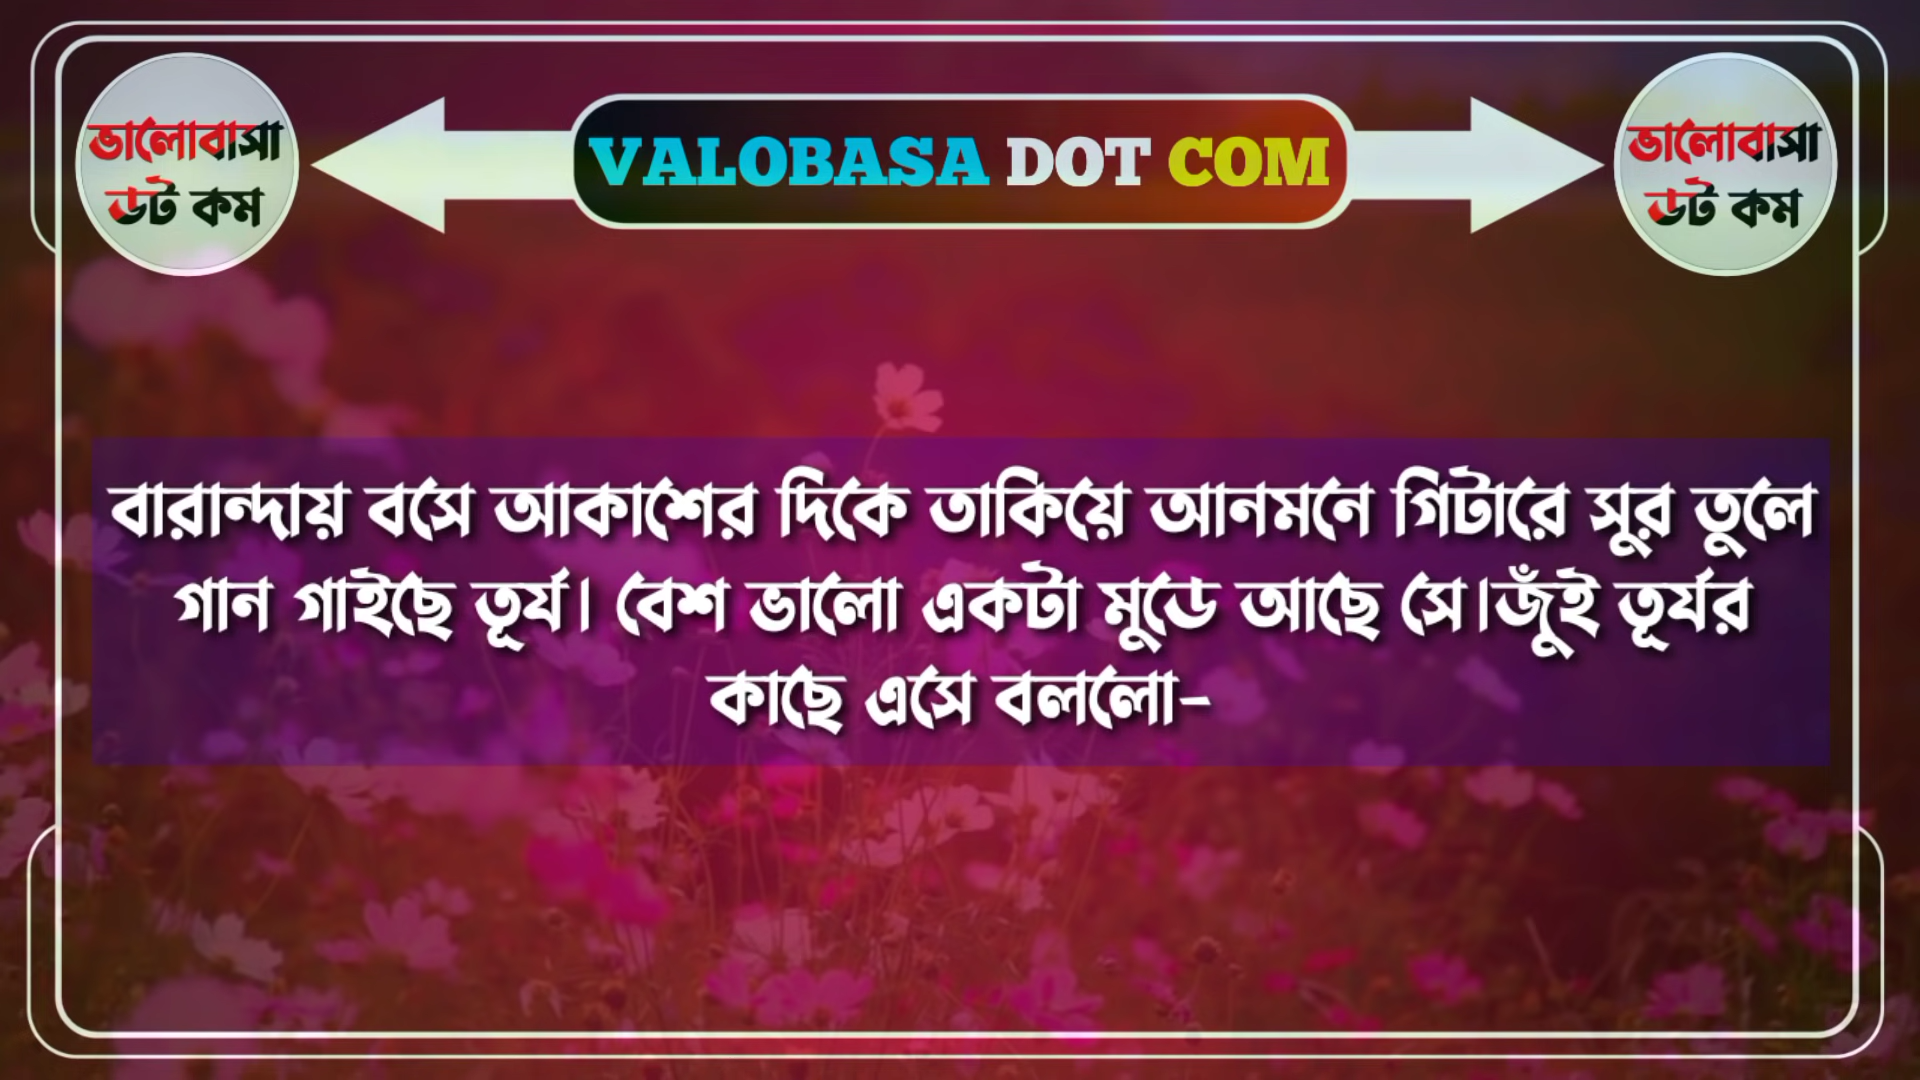 ভালোবাসা
ডট কম
VALOBASA DOT COM
ভালোবাসা
ডট কম
বারান্দায় বসে আকাশের দিকে তাকিয়ে আনমনে গিটারে সুর তুলে
গান গাইছে তূর্য। বেশ ভালো একটা মুডে আছে সে।জুঁই তূর্যর
কাছে এসে বললো-